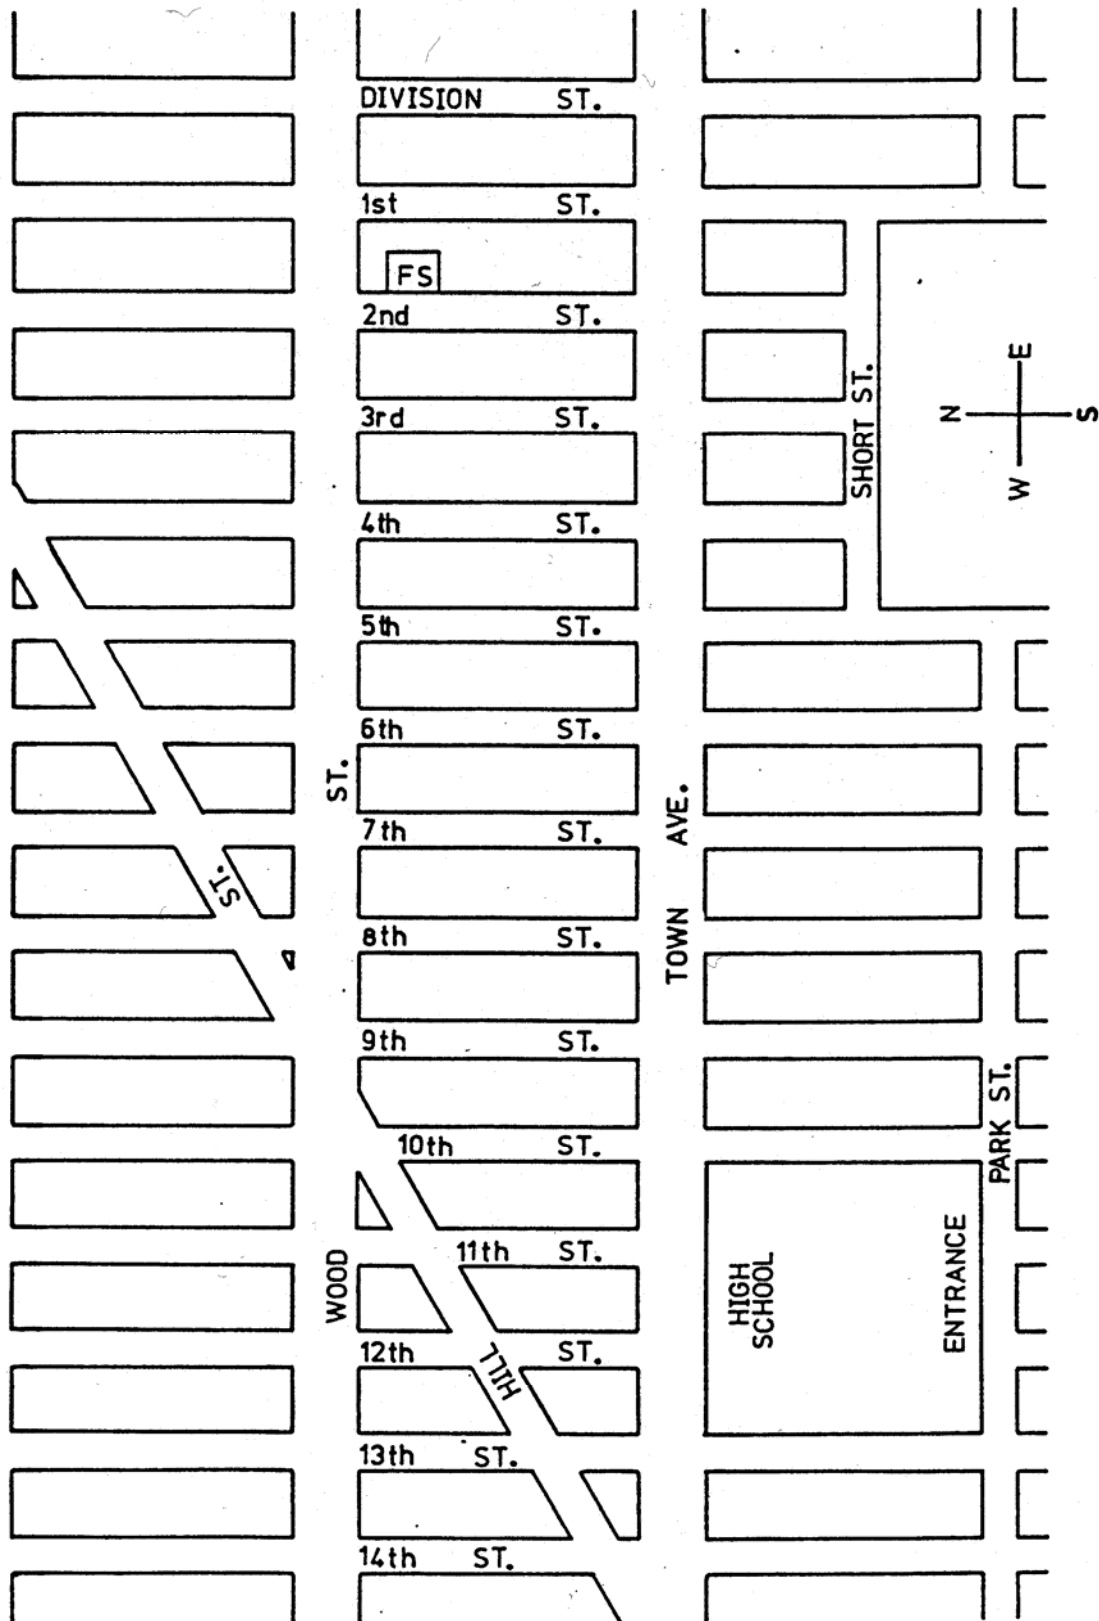 DIVISION ST.
1st ST.
FS
2nd ST.
E
N S
W
3rd ST.
SHORT ST.
4th ST.
5th ST.
6th ST.
7th ST.
8th ST.
9th ST.
10th ST.
11th ST.
12th ST.
13th ST.
14th ST.
WOOD ST.
HILL ST.
TOWN AVE.
PARK ST.
HIGH
SCHOOL
ENTRANCE